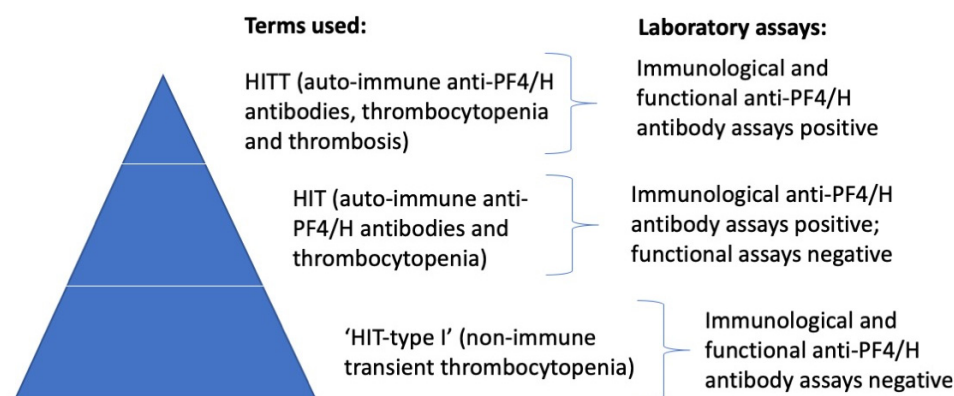 Terms used:
HITT (auto-immune anti-PF4/H
antibodies, thrombocytopenia
and thrombosis)
HIT (auto-immune anti-
PF4/H antibodies and
thrombocytopenia)
‘HIT-type I’ (non-immune
transient thrombocytopenia)
Laboratory assays:
Immunological and
functional anti-PF4/H
antibody assays positive
Immunological anti-PF4/H
antibody assays positive;
functional assays negative
Immunological and
functional anti-PF4/H
antibody assays negative